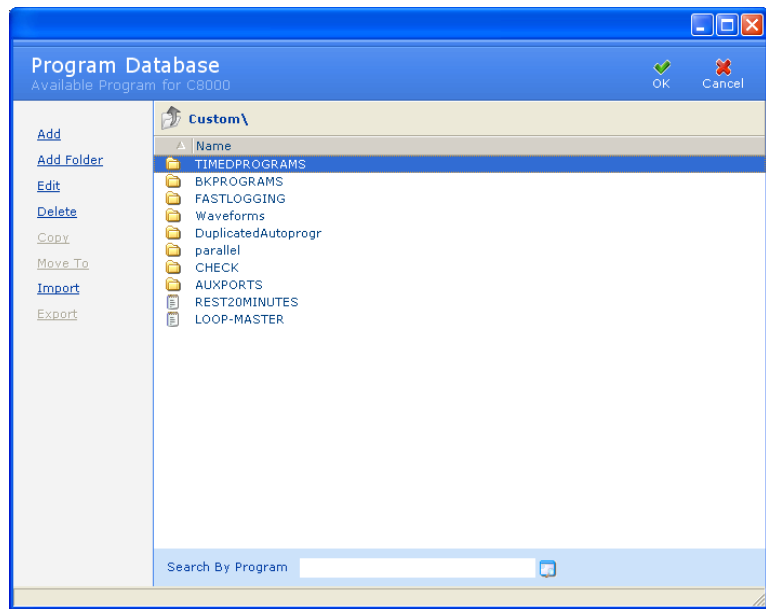 Program Database
Available Program for C8000
OK
Cancel
Add
Add Folder
Edit
Delete
Copy
Move To
Import
Export
Custom\
Name
TIMEDPROGRAMS
BKPROGRAMS
FASTLOGGING
Waveforms
DuplicatedAutoprogr
parallel
CHECK
AUXPORTS
REST20MINUTES
LOOP-MASTER
Search By Program